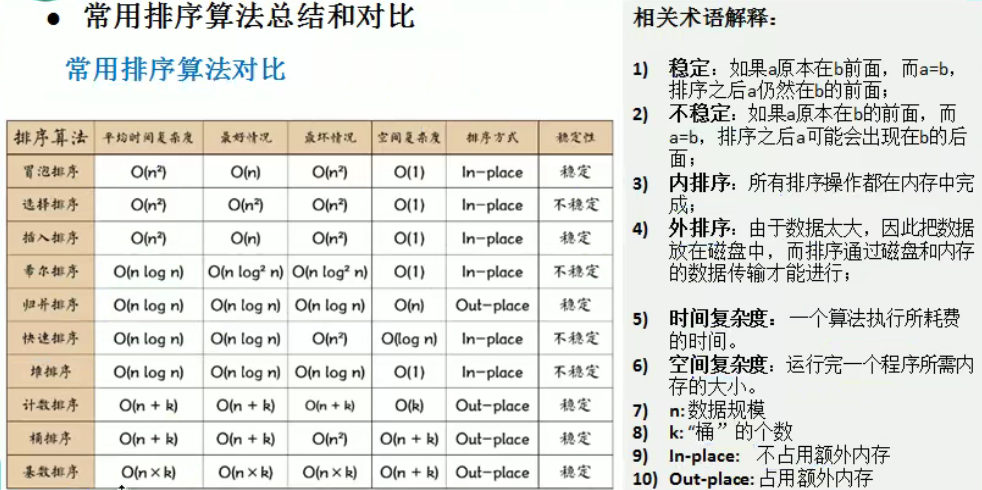 ● 常用排序算法总结和对比
常用排序算法对比
排序算法 平均时间复杂度 最好情况 最坏情况 空间复杂度 排序方式 稳定性
冒泡排序 O(n²) O(n) O(n²) O(1) In-place 稳定
选择排序 O(n²) O(n²) O(n²) O(1) In-place 不稳定
插入排序 O(n²) O(n) O(n²) O(1) In-place 稳定
希尔排序 O(n log n) O(n log² n) O(n log² n) O(1) In-place 不稳定
归并排序 O(n log n) O(n log n) O(n log n) O(n) Out-place 稳定
快速排序 O(n log n) O(n log n) O(n²) O(log n) In-place 不稳定
堆排序 O(n log n) O(n log n) O(n log n) O(1) In-place 不稳定
计数排序 O(n + k) O(n + k) O(n + k) O(k) Out-place 稳定
桶排序 O(n + k) O(n + k) O(n²) O(n + k) Out-place 稳定
基数排序 O(n×k) O(n×k) O(n×k) O(n + k) Out-place 稳定
相关术语解释：
1) 稳定：如果a原本在b前面，而a=b，
排序之后a仍然在b的前面；
2) 不稳定：如果a原本在b的前面，而
a=b，排序之后a可能会出现在b的后
面；
3) 内排序：所有排序操作都在内存中完
成；
4) 外排序：由于数据太大，因此把数据
放在磁盘中，而排序通过磁盘和内存
的数据传输才能进行；
5) 时间复杂度：一个算法执行所耗费
的时间。
6) 空间复杂度：运行完一个程序所需内
存的大小。
7) n: 数据规模
8) k: “桶”的个数
9) In-place: 不占用额外内存
10) Out-place: 占用额外内存